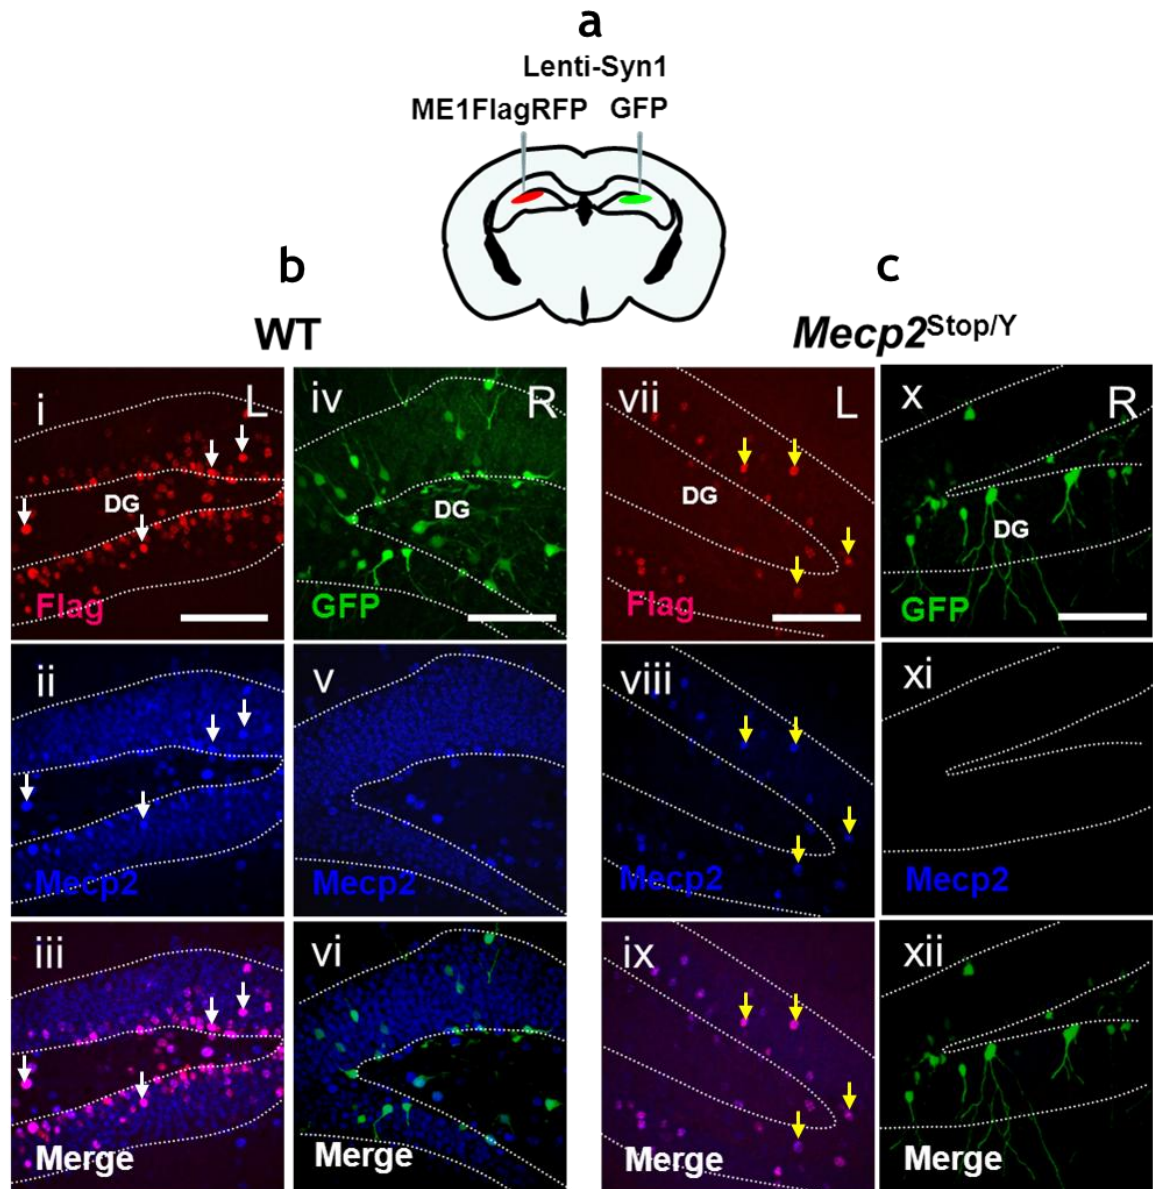 a
Lenti-Syn1
ME1FlagRFP GFP
b
c
WT
Mecp2Stop/Y
i L
DG
Flag
iv R
DG
GFP
vii L
DG
Flag
x R
DG
GFP
ii
Mecp2
v
Mecp2
viii
Mecp2
xi
Mecp2
iii
Merge
vi
Merge
ix
Merge
xii
Merge